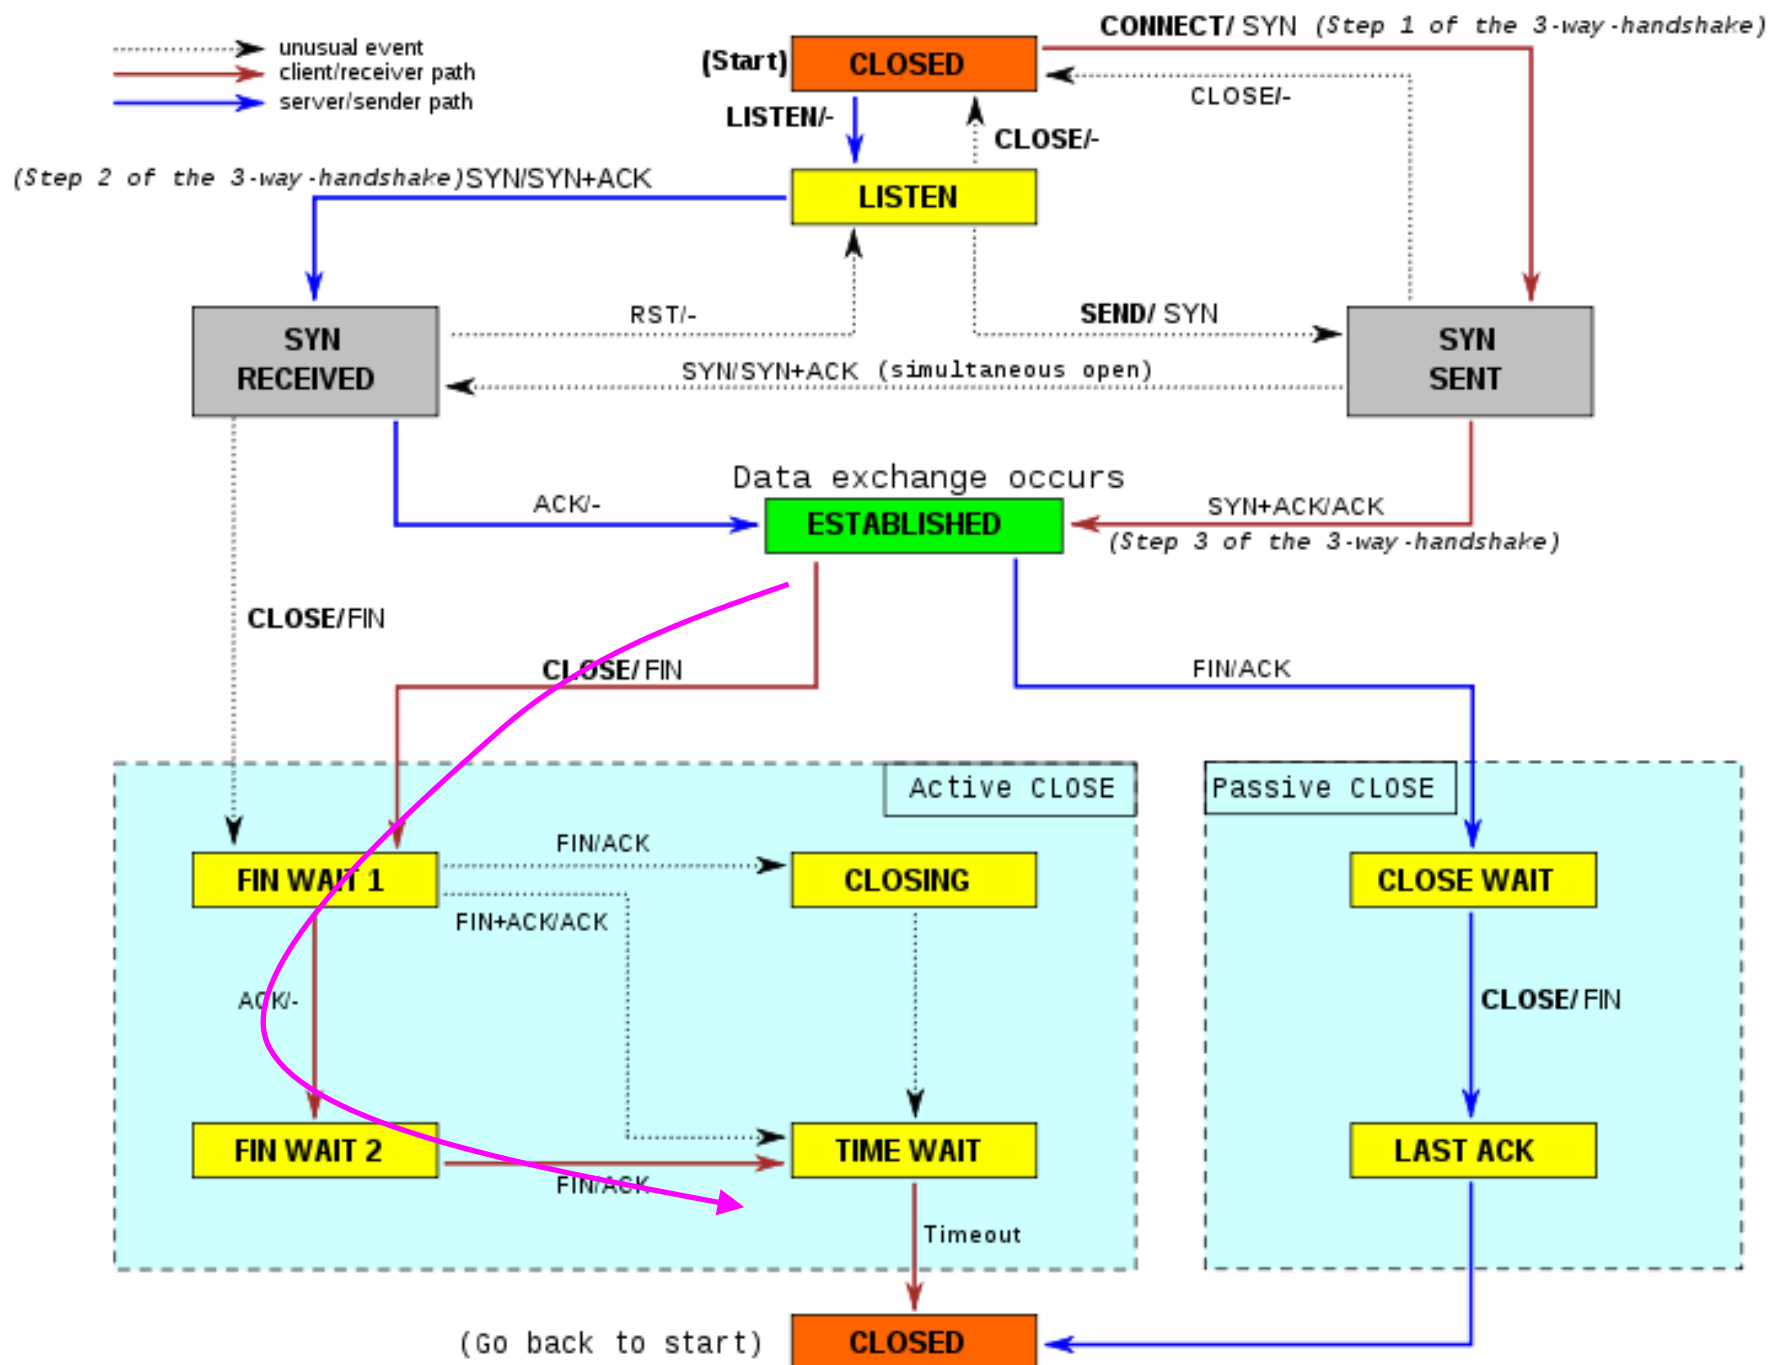 CONNECT/ SYN (Step 1 of the 3-way-handshake)
unusual event
client/receiver path
server/sender path
(Start)
CLOSED
CLOSE/-
LISTEN/-
CLOSE/-
(Step 2 of the 3-way-handshake)SYN/SYN+ACK
LISTEN
RST/-
SEND/ SYN
SYN
RECEIVED
SYN
SENT
SYN/SYN+ACK (simultaneous open)
Data exchange occurs
ACK/-
ESTABLISHED
SYN+ACK/ACK
(Step 3 of the 3-way-handshake)
CLOSE/FIN
CLOSE/ FIN
FIN/ACK
Active CLOSE
Passive CLOSE
FIN/ACK
FIN WAIT 1
CLOSING
CLOSE WAIT
FIN+ACK/ACK
ACK/-
CLOSE/ FIN
FIN WAIT 2
TIME WAIT
LAST ACK
FIN/ACK
Timeout
(Go back to start)
CLOSED